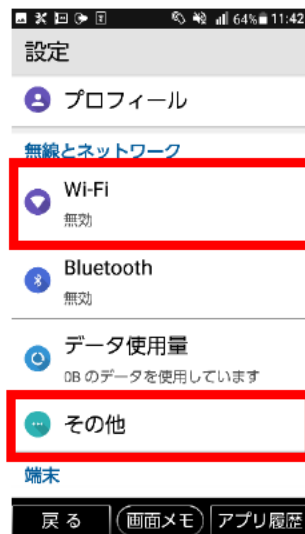 64% 11:42
設定
プロフィール
無線とネットワーク
Wi-Fi
無効
Bluetooth
無効
データ使用量
0B のデータを使用しています
その他
端末
戻る 画面メモ アプリ履歴